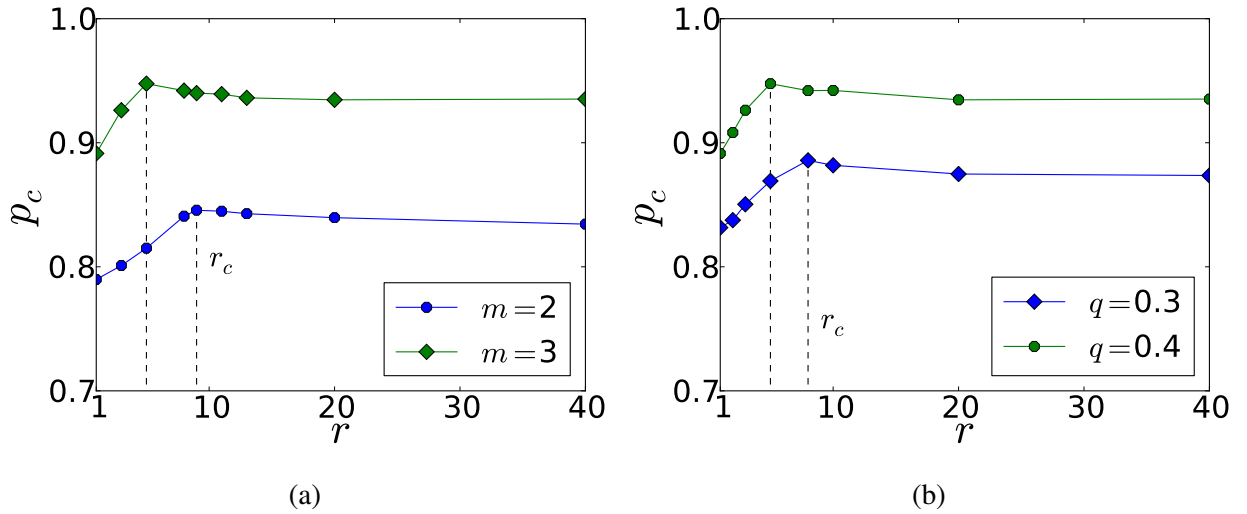 1.0
0.9
0.8
0.7
p_c
1 10 20 30 40
r
r_c
m = 2
m = 3
(a)
1.0
0.9
0.8
0.7
p_c
1 10 20 30 40
r
r_c
q = 0.3
q = 0.4
(b)